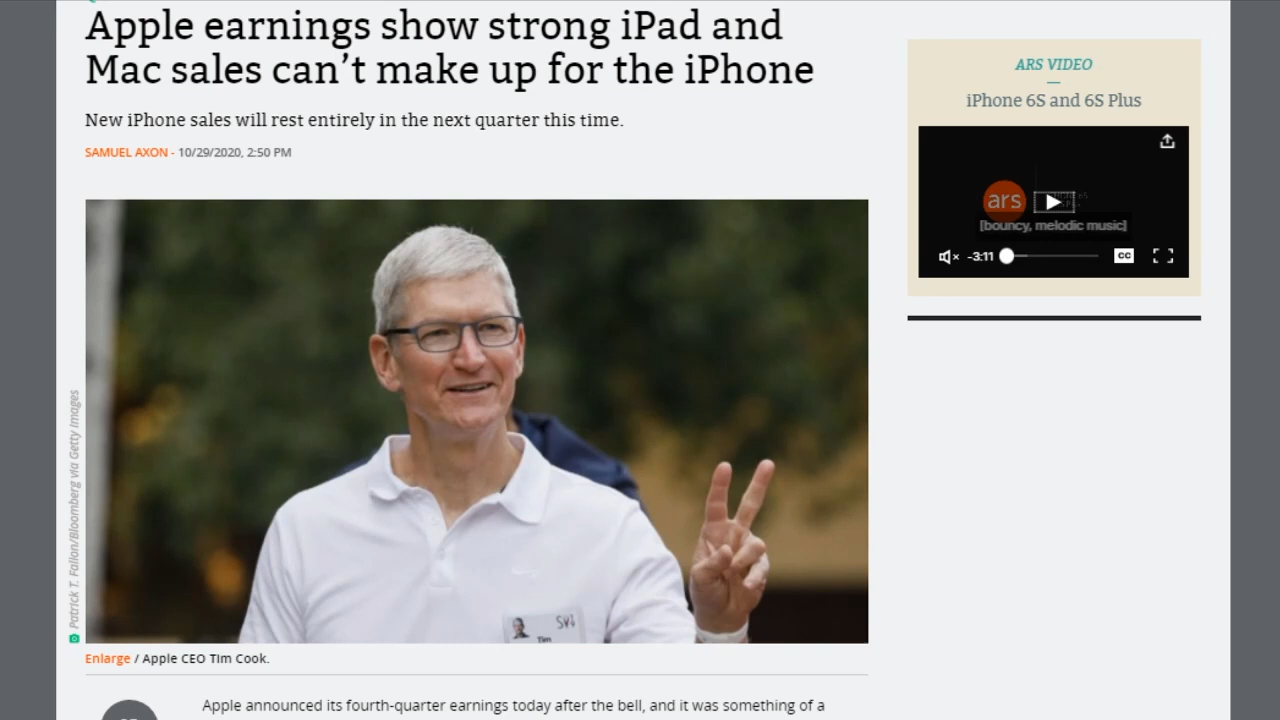 Apple earnings show strong iPad and
Mac sales can’t make up for the iPhone
New iPhone sales will rest entirely in the next quarter this time.
SAMUEL AXON - 10/29/2020, 2:50 PM
Patrick T. Fallon/Bloomberg via Getty Images
Tim
Enlarge / Apple CEO Tim Cook.
Apple announced its fourth-quarter earnings today after the bell, and it was something of a
ARS VIDEO
iPhone 6S and 6S Plus
ars
[bouncy, melodic music]
-3:11
CC